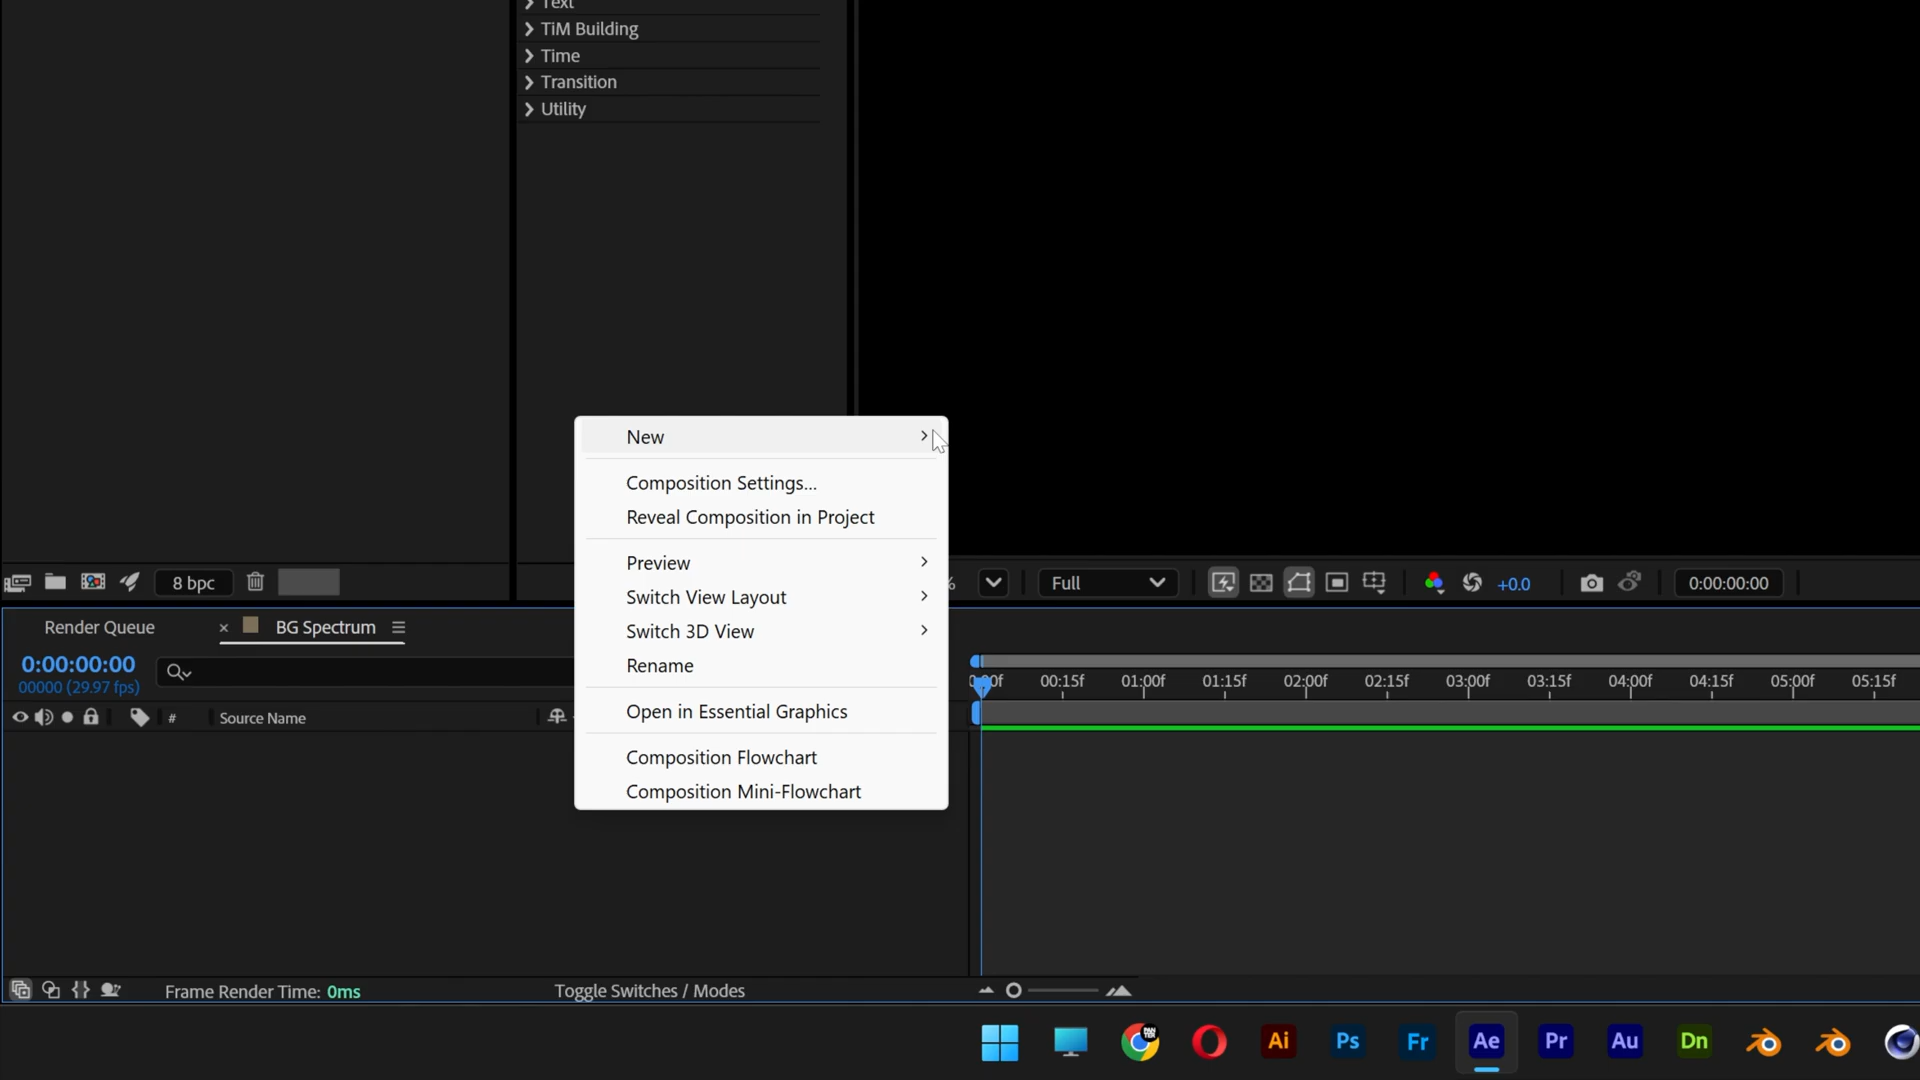 Text
TiM Building
Time
Transition
Utility
New
Composition Settings...
Reveal Composition in Project
Preview
Switch View Layout
Switch 3D View
Rename
Open in Essential Graphics
Composition Flowchart
Composition Mini-Flowchart
8 bpc
%
Full
+0.0
0:00:00:00
Render Queue
× BG Spectrum
0:00:00:00
00000 (29.97 fps)
00:15f 01:00f 01:15f 02:00f 02:15f 03:00f 03:15f 04:00f 04:15f 05:00f 05:15f
# Source Name
Frame Render Time: 0ms
Toggle Switches / Modes
Ai Ps Fr Ae Pr Au Dn